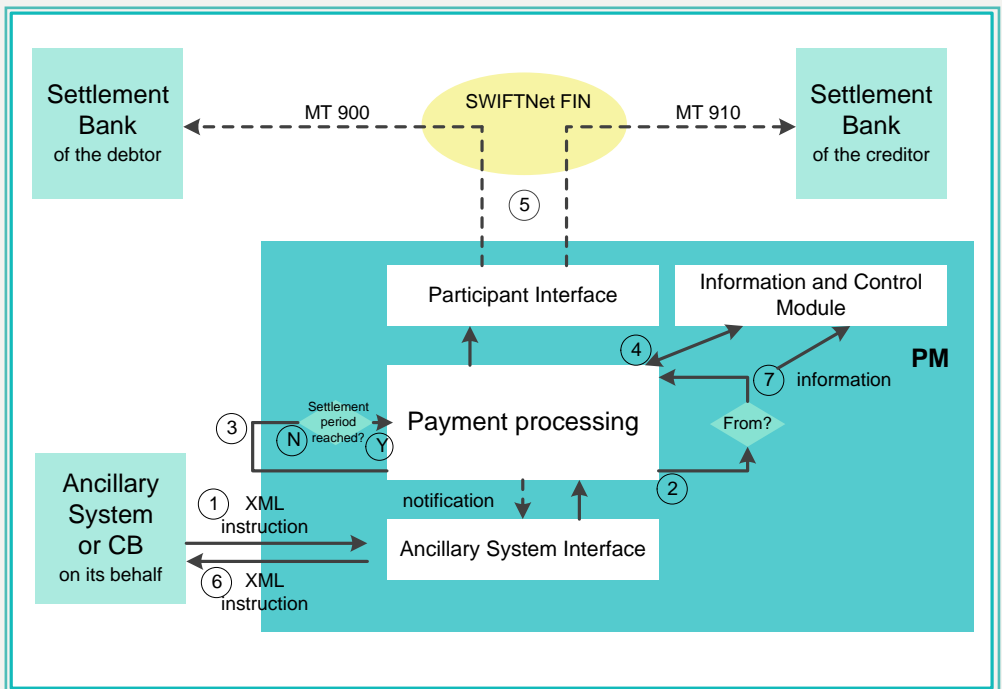 Settlement
Bank
of the debtor
MT 900
SWIFTNet FIN
MT 910
Settlement
Bank
of the creditor
5
Participant Interface
Information and Control
Module
PM
4
7 information
Settlement
period
reached?
3
N
Y
Payment processing
From?
2
notification
Ancillary
System
or CB
on its behalf
1 XML
instruction
Ancillary System Interface
6 XML
instruction